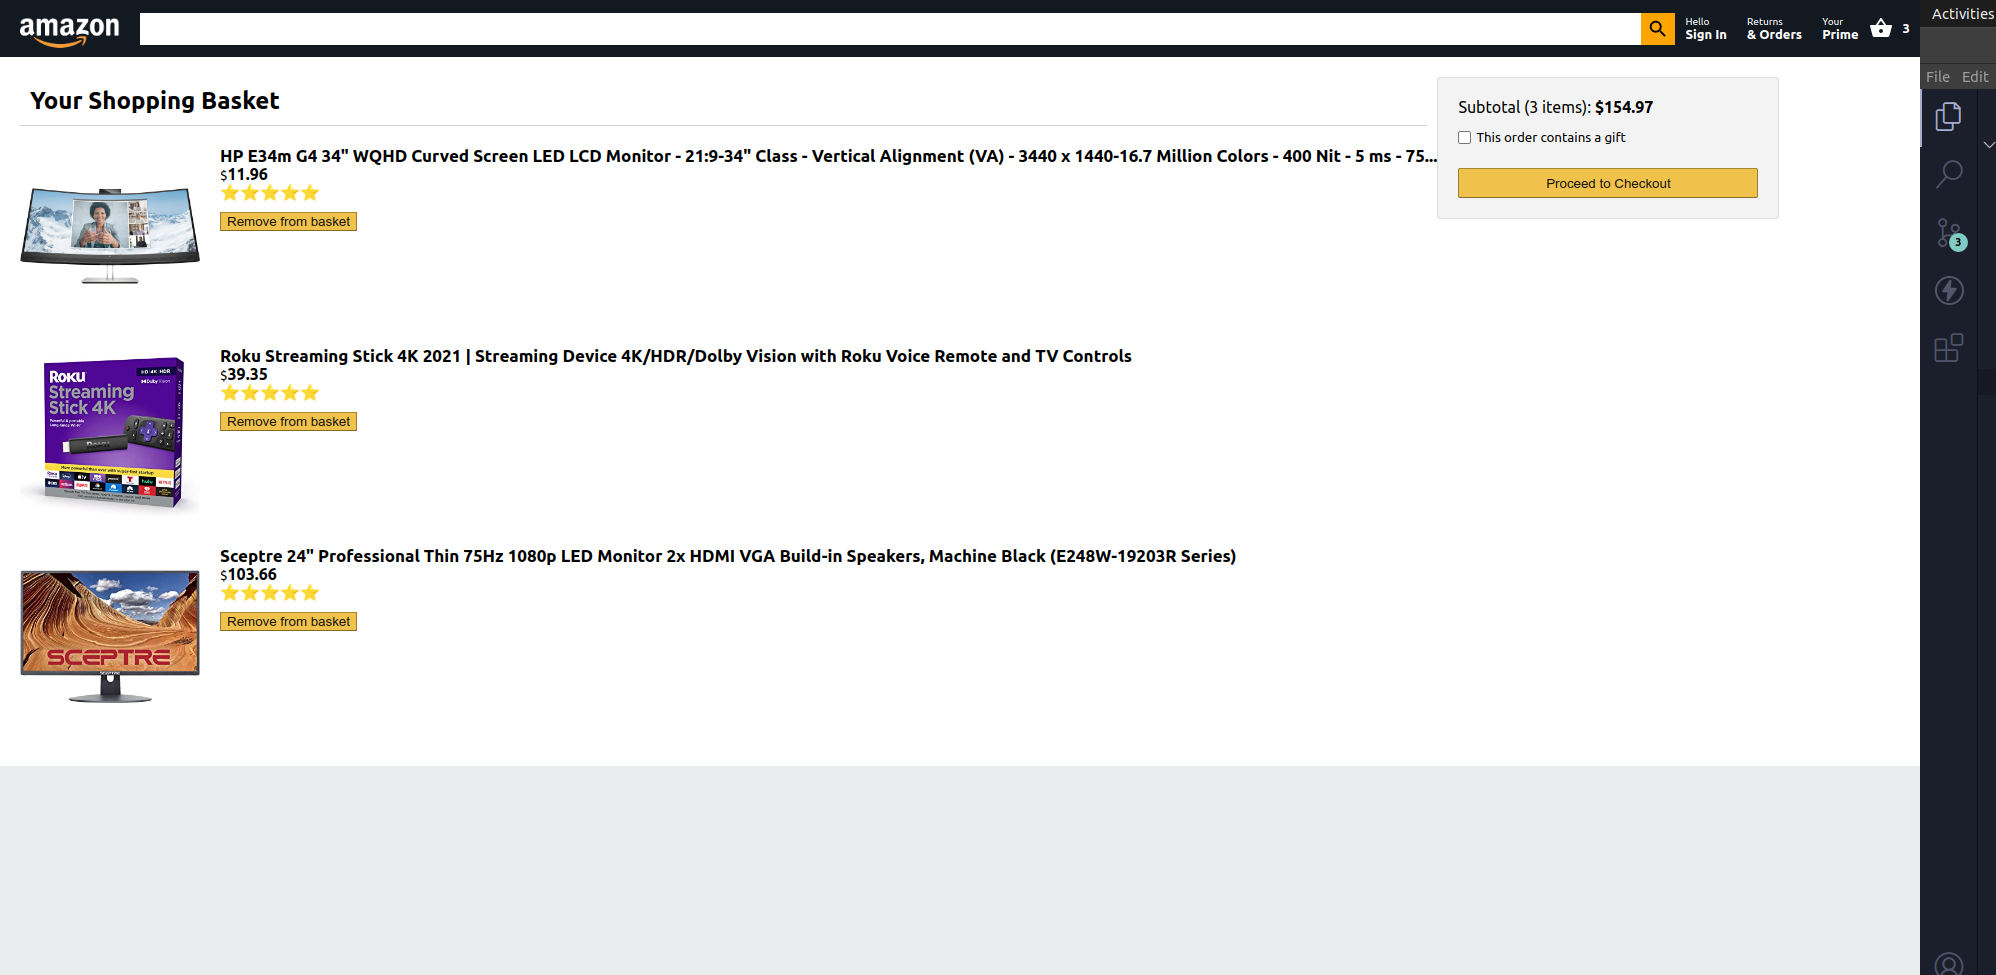 amazon
Hello
Sign In
Returns
& Orders
Your
Prime
3
Activities
File Edit
Your Shopping Basket
Subtotal (3 items): $154.97
This order contains a gift
Proceed to Checkout
HP E34m G4 34" WQHD Curved Screen LED LCD Monitor - 21:9-34" Class - Vertical Alignment (VA) - 3440 x 1440-16.7 Million Colors - 400 Nit - 5 ms - 75...
$11.96
Remove from basket
3
Roku Streaming Stick 4K 2021 | Streaming Device 4K/HDR/Dolby Vision with Roku Voice Remote and TV Controls
$39.35
Remove from basket
Roku
Streaming
Stick 4K
Sceptre 24" Professional Thin 75Hz 1080p LED Monitor 2x HDMI VGA Build-in Speakers, Machine Black (E248W-19203R Series)
$103.66
Remove from basket
SCEPTRE